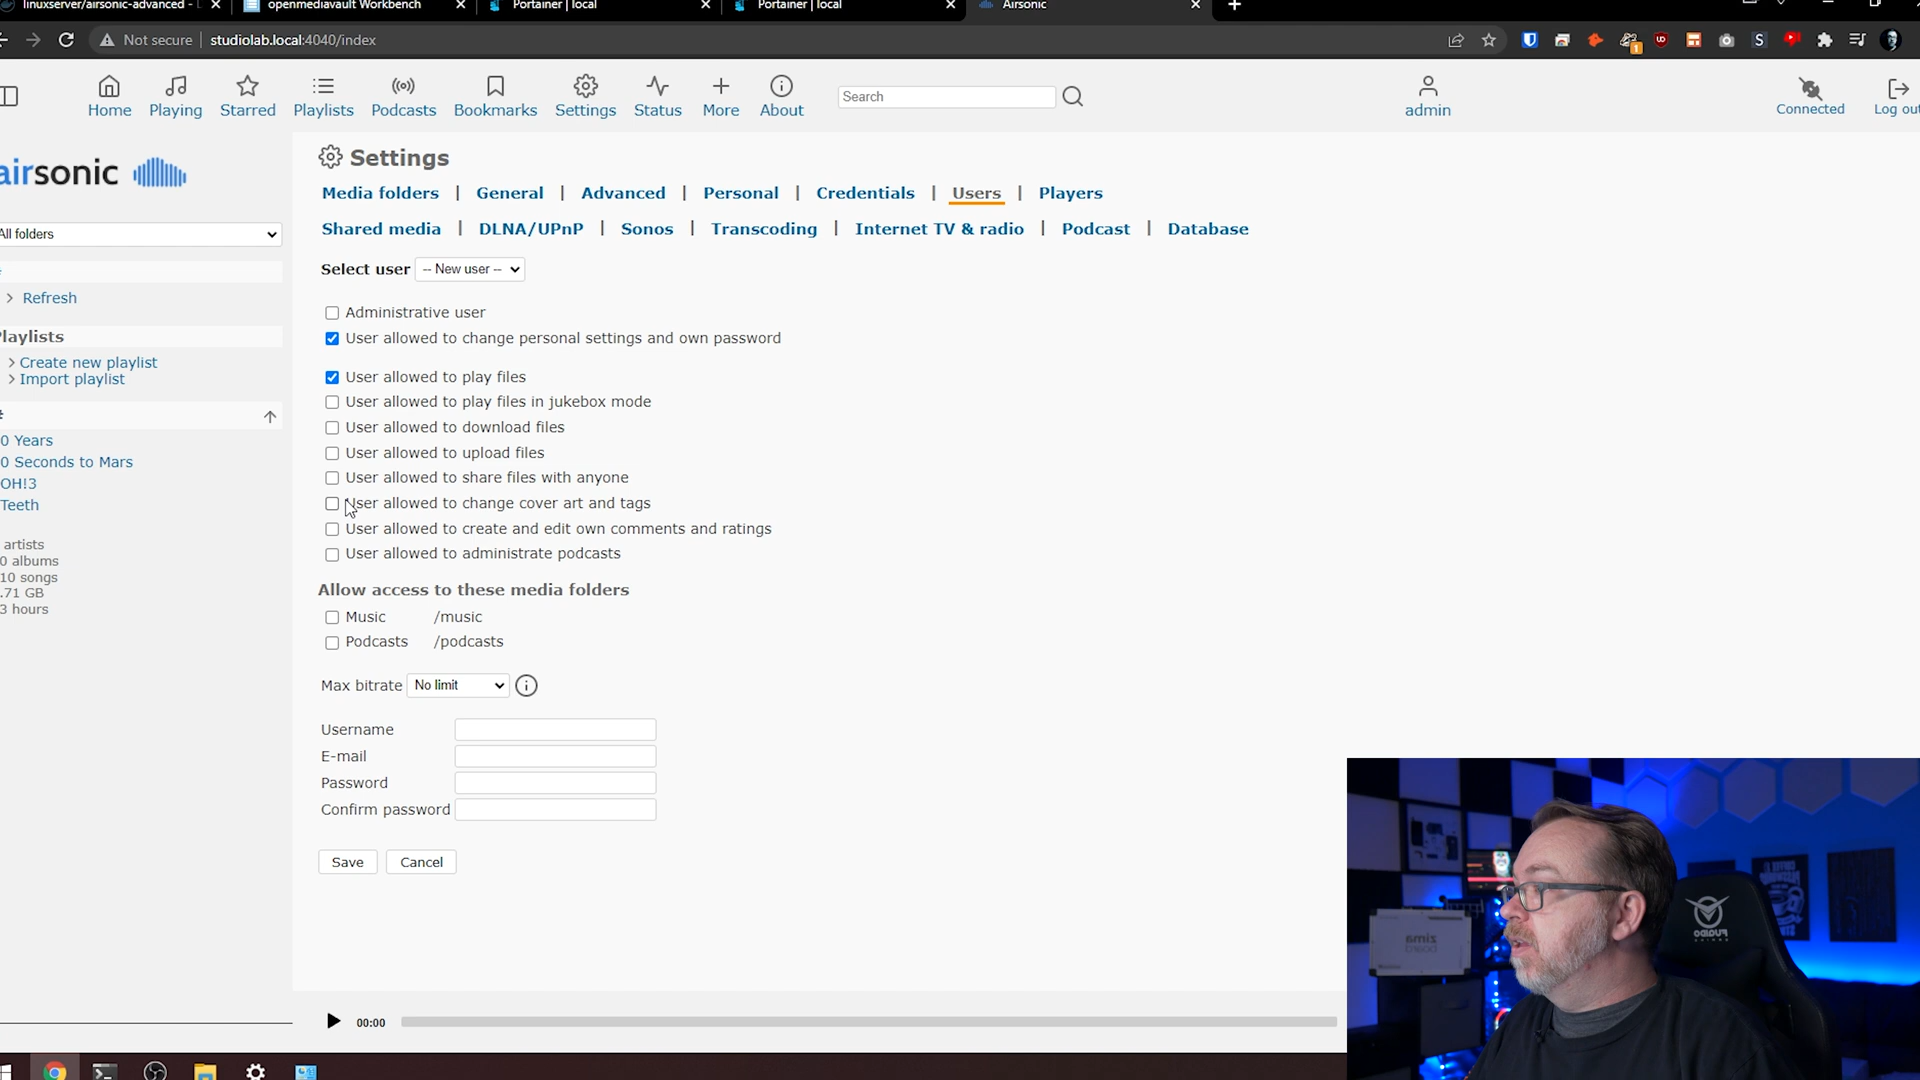 linuxserver/airsonic-advanced -
openmediavault Workbench
Portainer | local
Portainer | local
Airsonic
Not secure
studiolab.local:4040/index
Home
Playing
Starred
Playlists
Podcasts
Bookmarks
Settings
Status
More
About
Search
admin
Connected
Log out
airsonic
All folders
Refresh
Playlists
Create new playlist
Import playlist
0 Years
0 Seconds to Mars
OH!3
Teeth
artists
0 albums
10 songs
.71 GB
3 hours
Settings
Media folders | General | Advanced | Personal | Credentials | Users | Players
Shared media | DLNA/UPnP | Sonos | Transcoding | Internet TV & radio | Podcast | Database
Select user -- New user --
Administrative user
User allowed to change personal settings and own password
User allowed to play files
User allowed to play files in jukebox mode
User allowed to download files
User allowed to upload files
User allowed to share files with anyone
User allowed to change cover art and tags
User allowed to create and edit own comments and ratings
User allowed to administrate podcasts
Allow access to these media folders
Music /music
Podcasts /podcasts
Max bitrate No limit
Username
E-mail
Password
Confirm password
Save
Cancel
00:00
zima
board